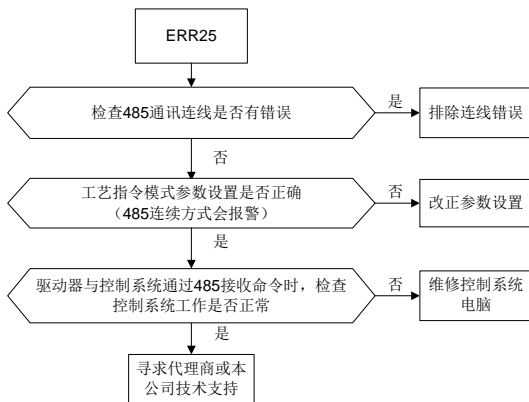 ERR25
检查485通讯连线是否有错误
是
排除连线错误
否
工艺指令模式参数设置是否正确
（485连续方式会报警）
否
改正参数设置
是
驱动器与控制系统通过485接收命令时，检查
控制系统工作是否正常
否
维修控制系统
电脑
是
寻求代理商或本
公司技术支持